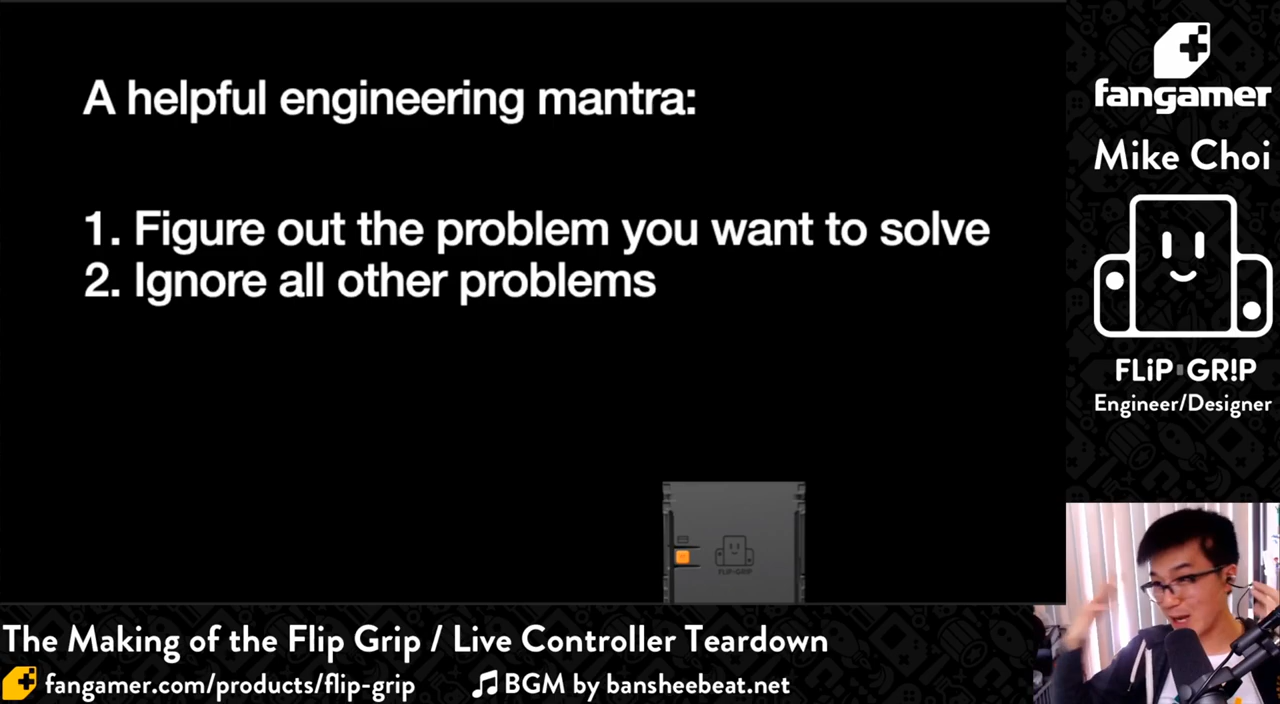 A helpful engineering mantra:
1. Figure out the problem you want to solve
2. Ignore all other problems
fangamer
Mike Choi
FLiP GR!P
Engineer/Designer
FLiP GRiP
The Making of the Flip Grip / Live Controller Teardown
fangamer.com/products/flip-grip
BGM by bansheebeat.net